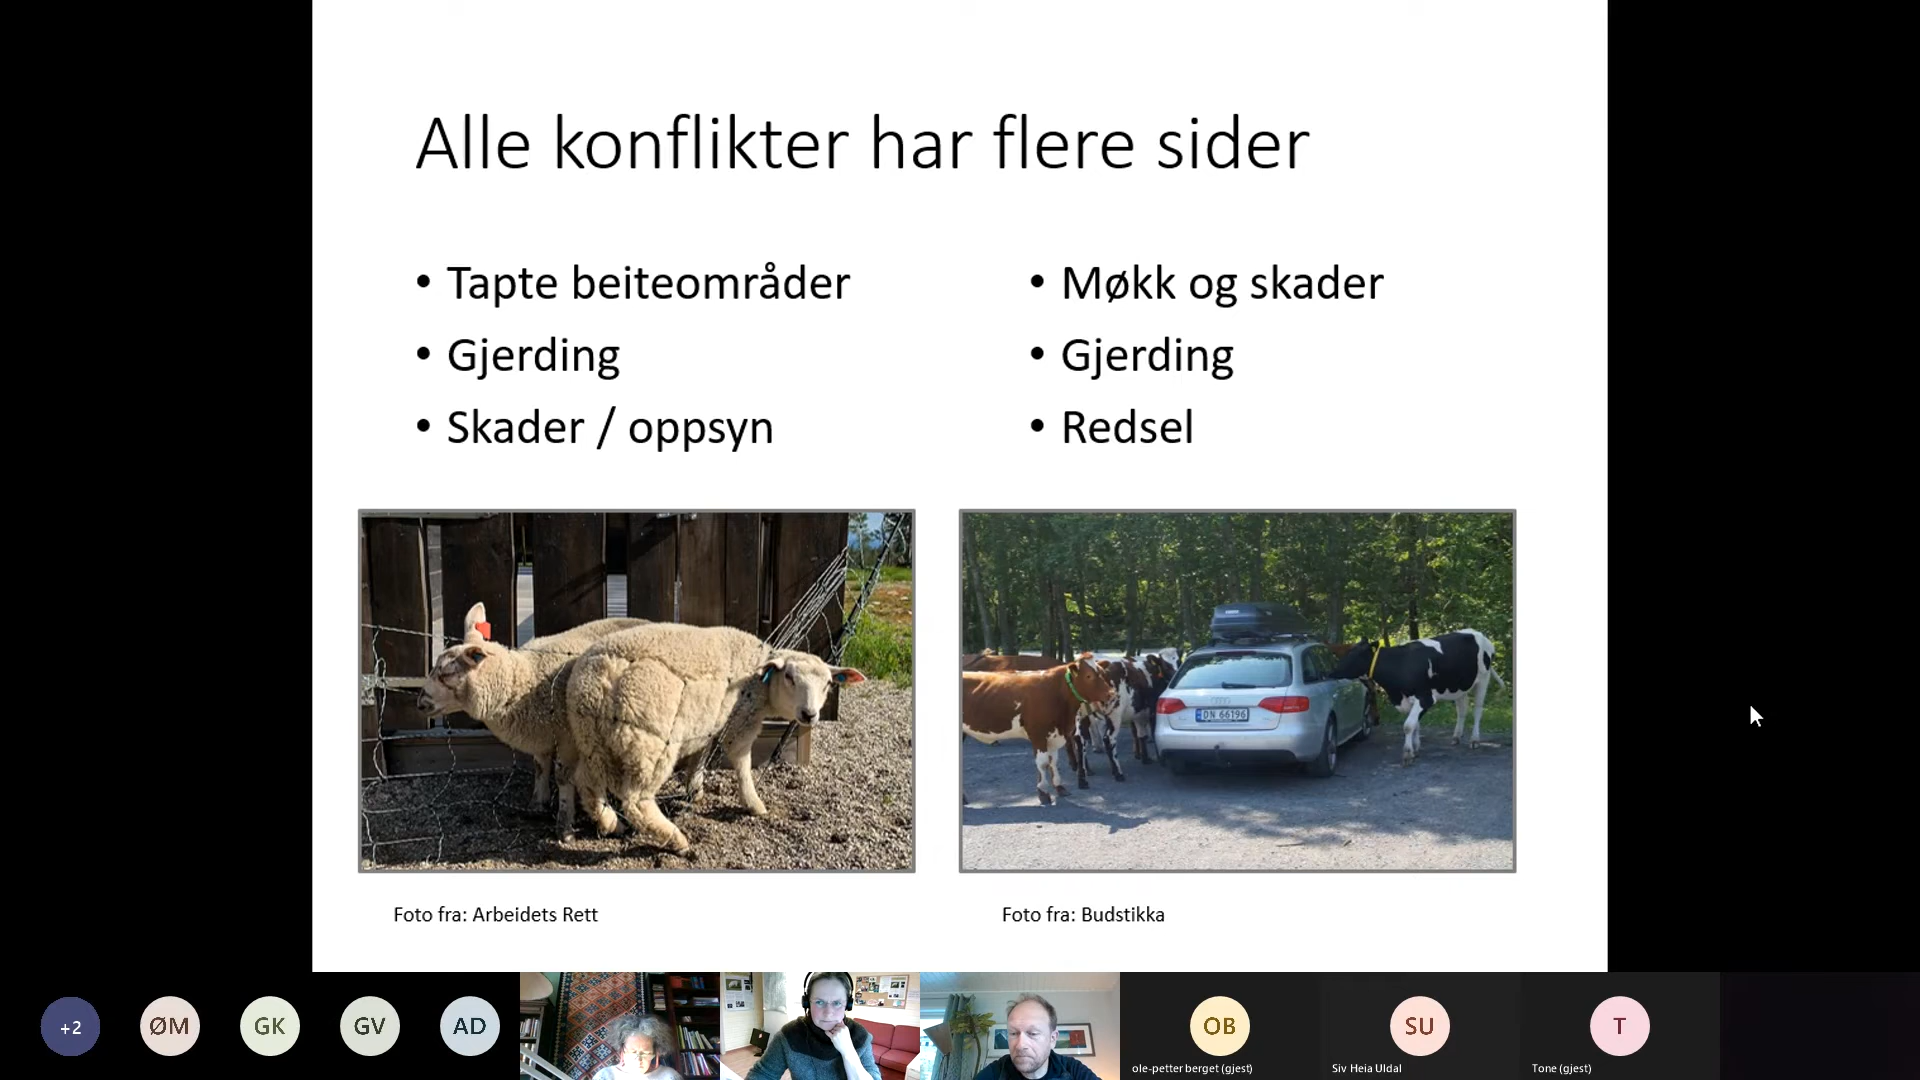 Alle konflikter har flere sider
• Tapte beiteområder
• Gjerding
• Skader / oppsyn
• Møkk og skader
• Gjerding
• Redsel
DN 66196
Foto fra: Arbeidets Rett
Foto fra: Budstikka
+2
ØM
GK
GV
AD
OB
ole-petter berget (gjest)
SU
Siv Heia Uldal
T
Tone (gjest)